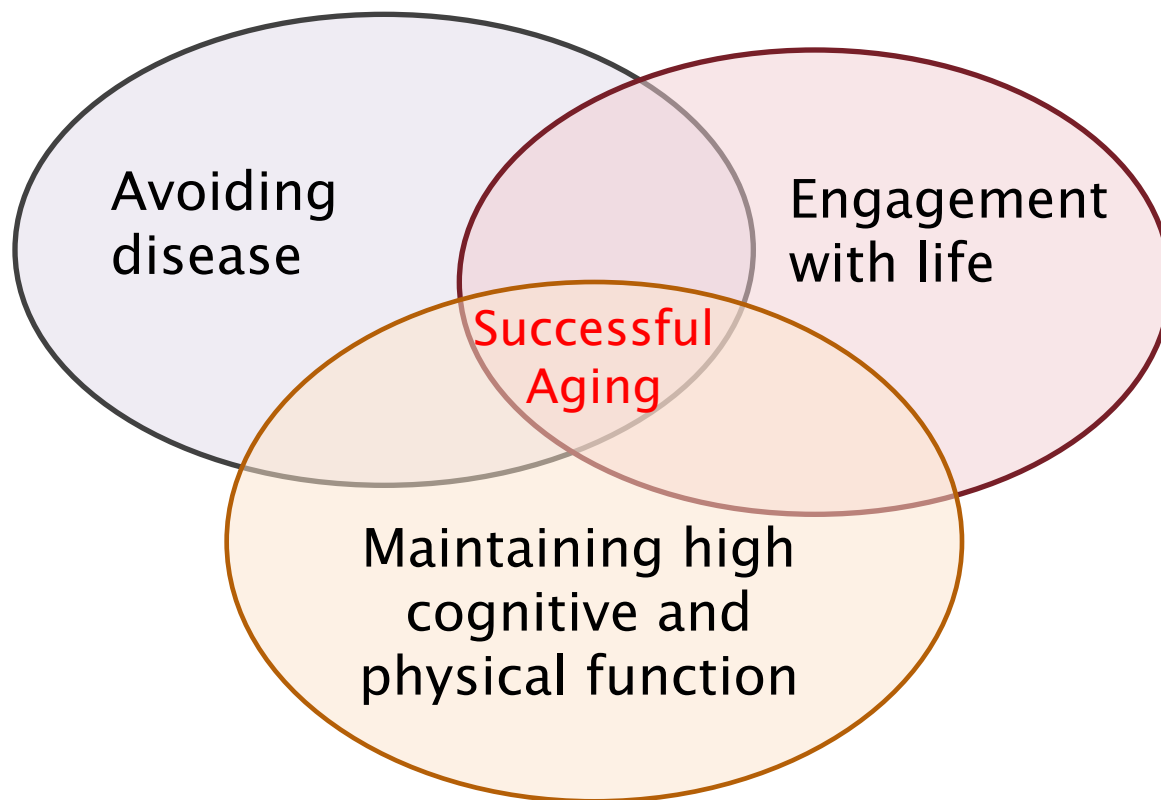 Avoiding
disease
Engagement
with life
Successful
Aging
Maintaining high
cognitive and
physical function